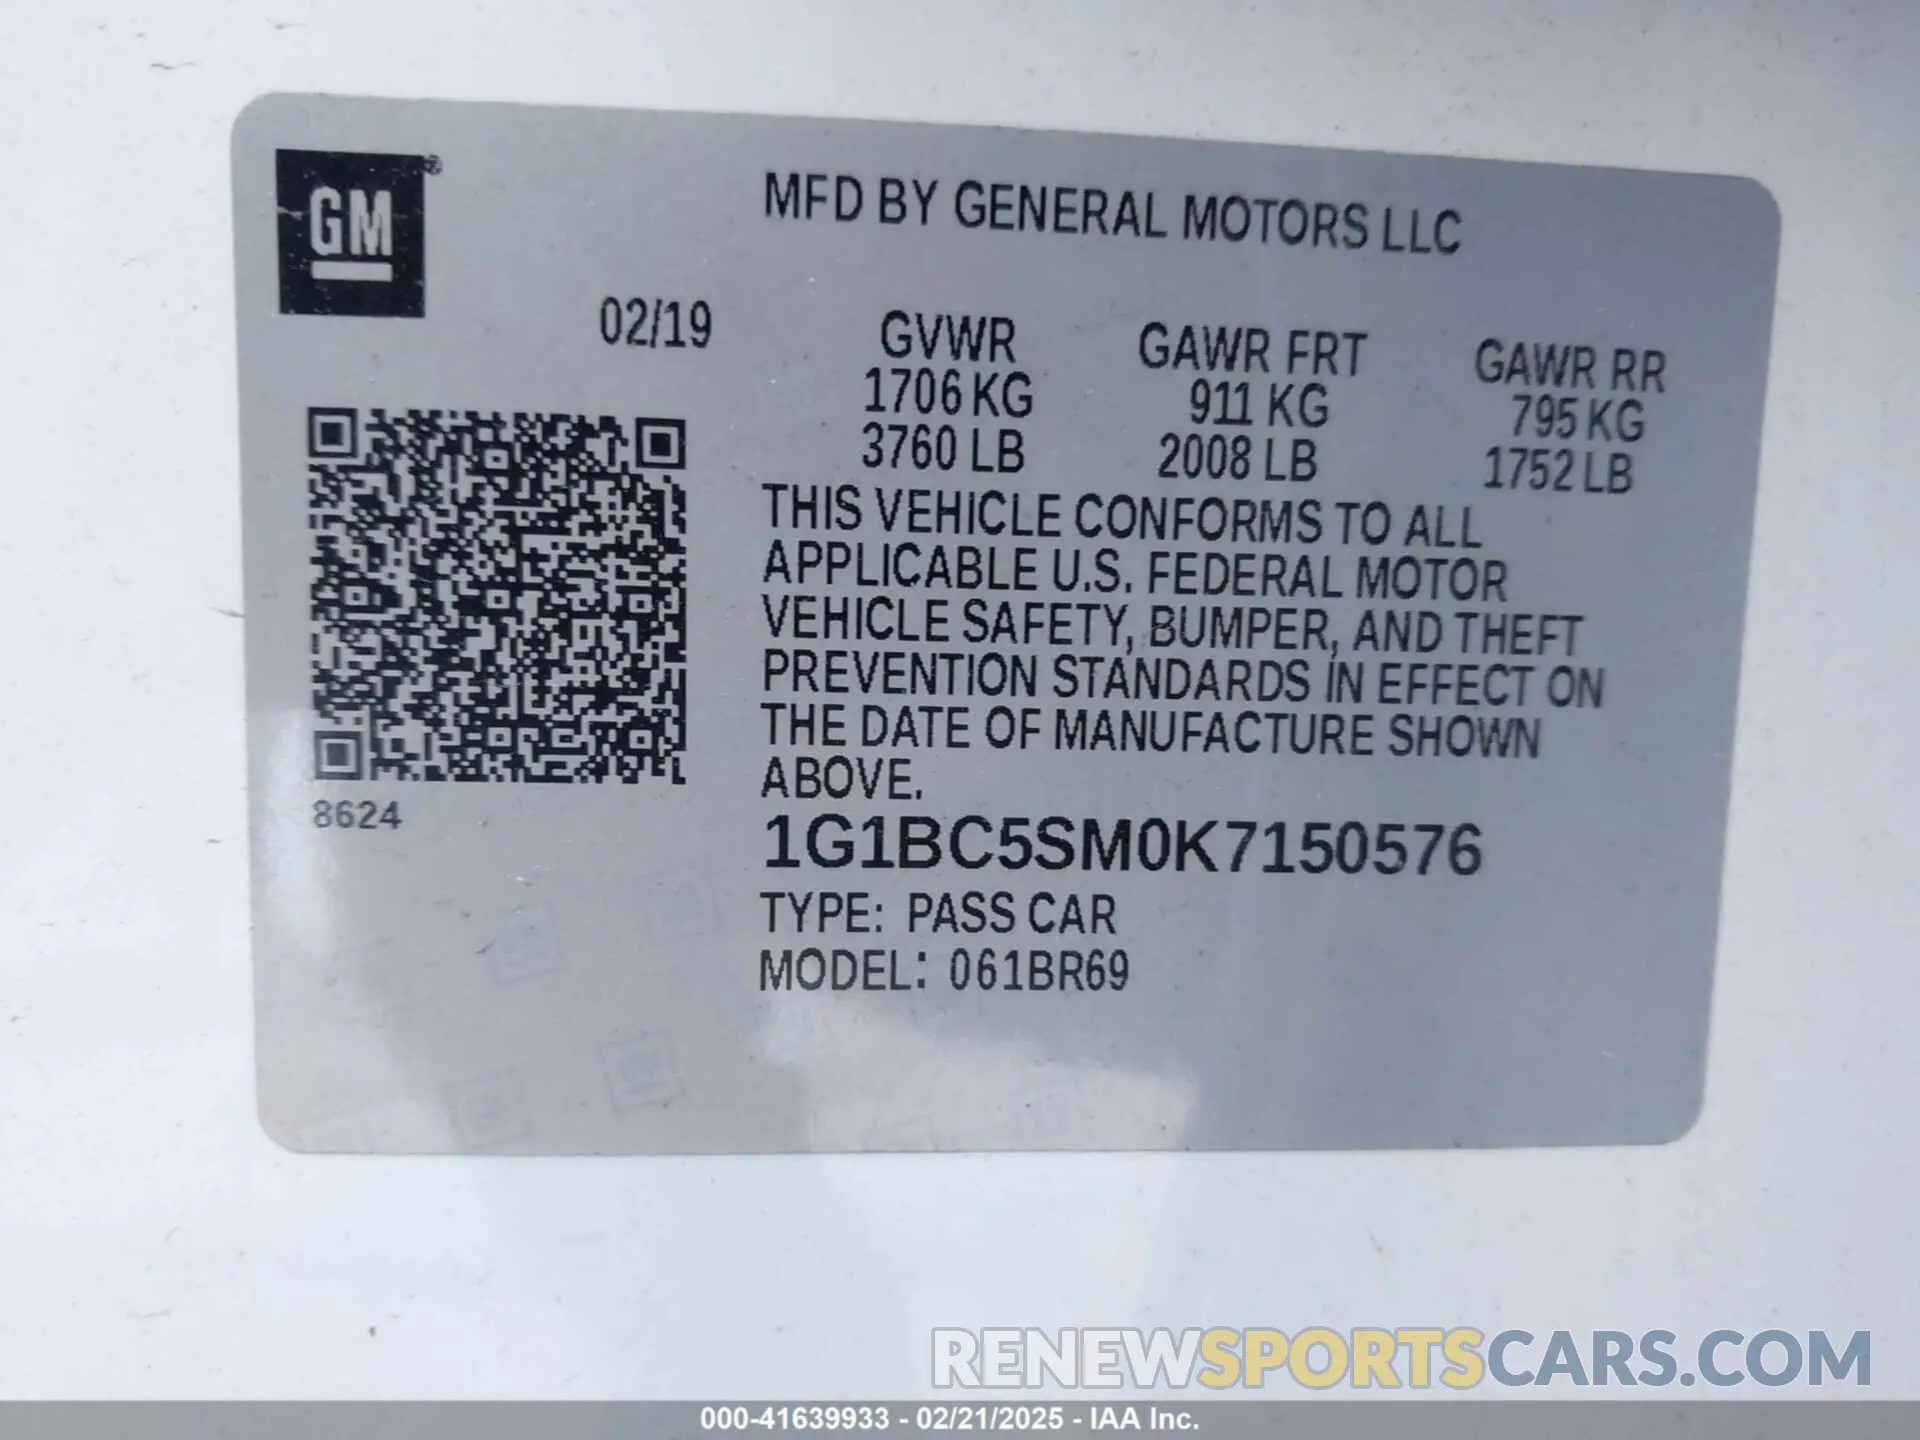 GM®
MFD BY GENERAL MOTORS LLC
02/19
GVWR GAWR FRT GAWR RR
1706 KG 911 KG 795 KG
3760 LB 2008 LB 1752 LB
THIS VEHICLE CONFORMS TO ALL
APPLICABLE U.S. FEDERAL MOTOR
VEHICLE SAFETY, BUMPER, AND THEFT
PREVENTION STANDARDS IN EFFECT ON
THE DATE OF MANUFACTURE SHOWN
ABOVE.
8624
1G1BC5SM0K7150576
TYPE: PASS CAR
MODEL: 061BR69
RENEWSPORTSCARS.COM
000-41639933 - 02/21/2025 - IAA Inc.